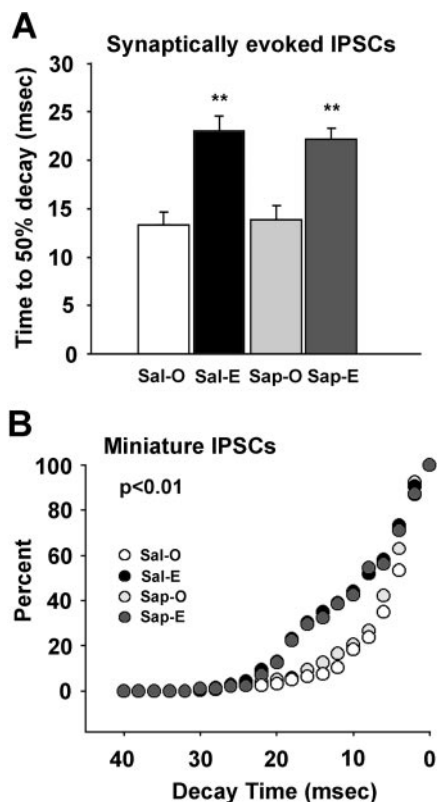 A
Synaptically evoked IPSCs
Time to 50% decay (msec)
30
25
20
15
10
5
0
**
**
Sal-O Sal-E Sap-O Sap-E
B
Miniature IPSCs
p<0.01
Sal-O
Sal-E
Sap-O
Sap-E
Percent
100
80
60
40
20
0
40 30 20 10 0
Decay Time (msec)